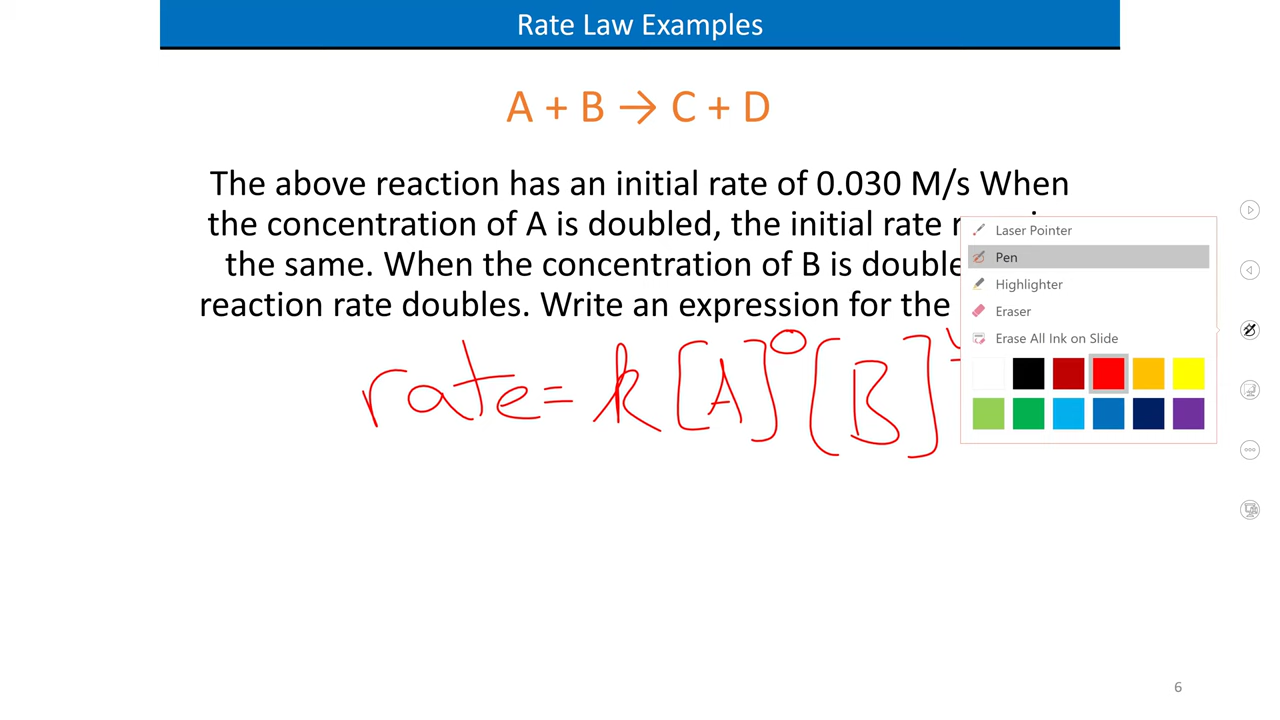 Rate Law Examples
A + B → C + D
The above reaction has an initial rate of 0.030 M/s When
the concentration of A is doubled, the initial rate
the same. When the concentration of B is
reaction rate doubles. Write an expression for the
rate = k [A]⁰ [B]
Laser Pointer
Pen
Highlighter
Eraser
Erase All Ink on Slide
6